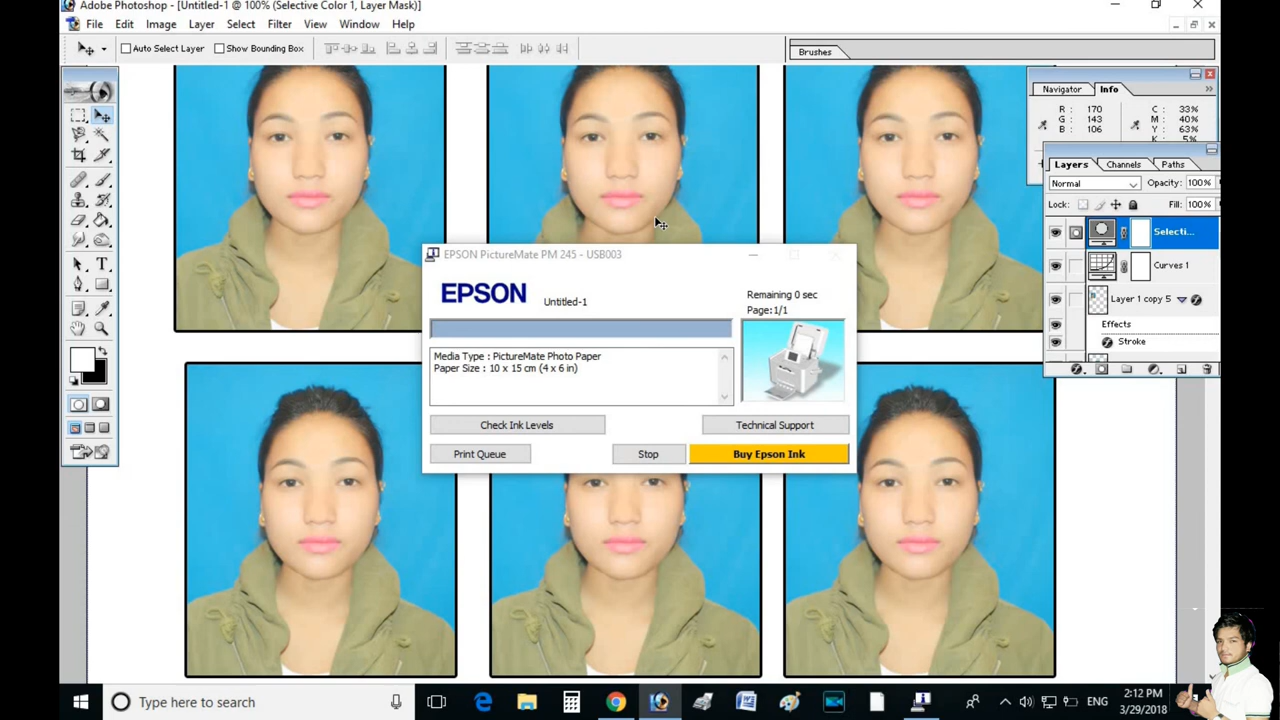 Adobe Photoshop - [Untitled-1 @ 100% (Selective Color 1, Layer Mask)]
File Edit Image Layer Select Filter View Window Help
Auto Select Layer Show Bounding Box
Brushes
Navigator Info
R : 170 C : 33%
G : 143 M : 40%
B : 106 Y : 63%
K : 5%
Layers Channels Paths
Normal Opacity: 100%
Lock: Fill: 100%
Selecti...
Curves 1
Layer 1 copy 5
Effects
Stroke
EPSON PictureMate PM 245 - USB003
EPSON Untitled-1
Remaining 0 sec
Page:1/1
Media Type : PictureMate Photo Paper
Paper Size : 10 x 15 cm (4 x 6 in)
Check Ink Levels Technical Support
Print Queue Stop Buy Epson Ink
Type here to search
ENG
2:12 PM
3/29/2018